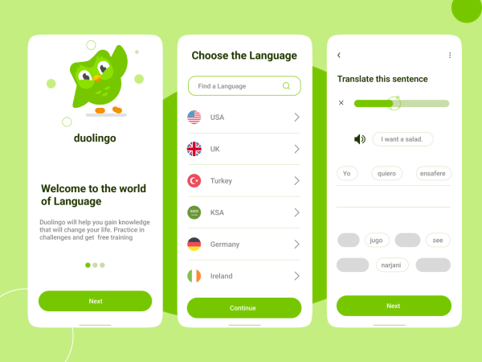 duolingo
Welcome to the world
of Language
Duolingo will help you gain knowledge
that will change your life. Practice in
challenges and get free training
Next
Choose the Language
Find a Language
USA
UK
Turkey
KSA
Germany
Ireland
Continue
Translate this sentence
I want a salad.
Yo quiero ensafere
jugo see
narjani
Next